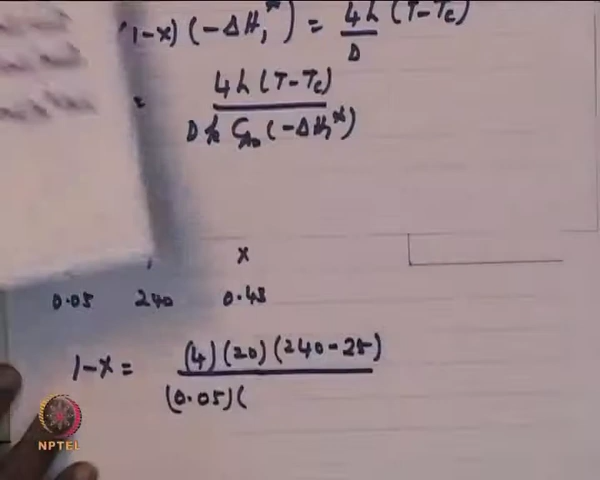 (1-x) (-ΔH₁*) = 4h/D (T-Tc)
= 4h (T-Tc) / D k C_A0 (-ΔH₁*)
x
0.05 240 0.48
1-x = (4) (20) (240-25) / (0.05) (
NPTEL